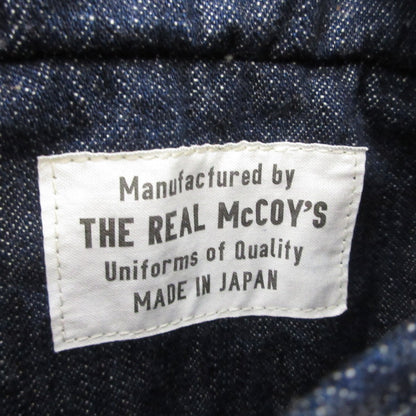 Manufactured by
THE REAL McCOY'S
Uniforms of Quality
MADE IN JAPAN